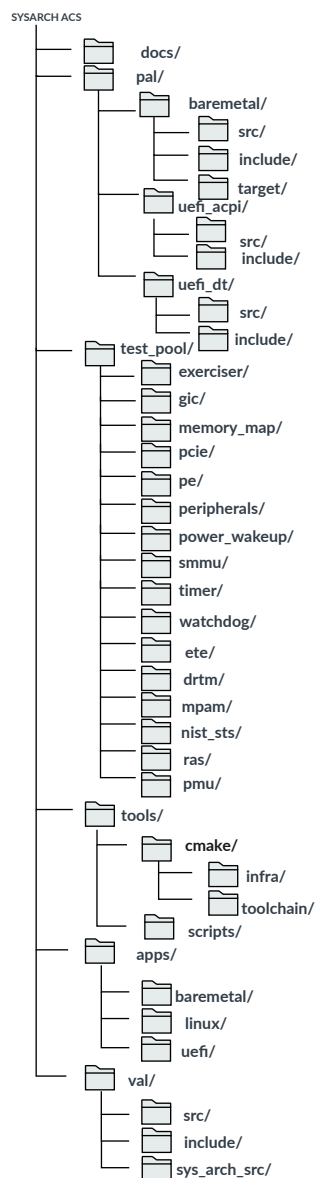 SYSARCH ACS
docs/
pal/
baremetal/
src/
include/
target/
uefi_acpi/
src/
include/
uefi_dt/
src/
include/
test_pool/
exerciser/
gic/
memory_map/
pcie/
pe/
peripherals/
power_wakeup/
smmu/
timer/
watchdog/
ete/
drtm/
mpam/
nist_sts/
ras/
pmu/
tools/
cmake/
infra/
toolchain/
scripts/
apps/
baremetal/
linux/
uefi/
val/
src/
include/
sys_arch_src/